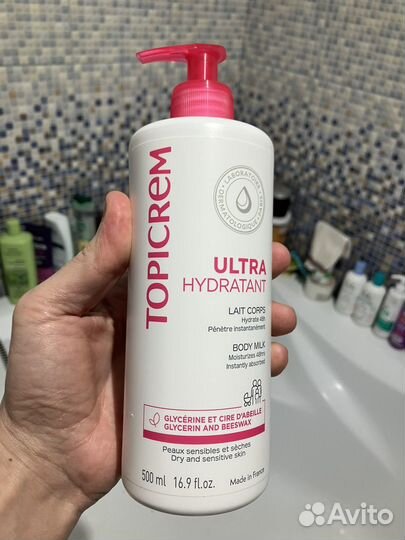 TOPICREM
LABORATOIRE
DERMATOLOGIQUE
ULTRA
HYDRATANT
LAIT CORPS
Hydrate 48h
Pénètre instantanément
BODY MILK
Moisturizes 48hrs
Instantly absorbed
GLYCÉRINE ET CIRE D'ABEILLE
GLYCERIN AND BEESWAX
Peaux sensibles et sèches
Dry and sensitive skin
500 ml 16.9 fl.oz.
Made in France
Avito